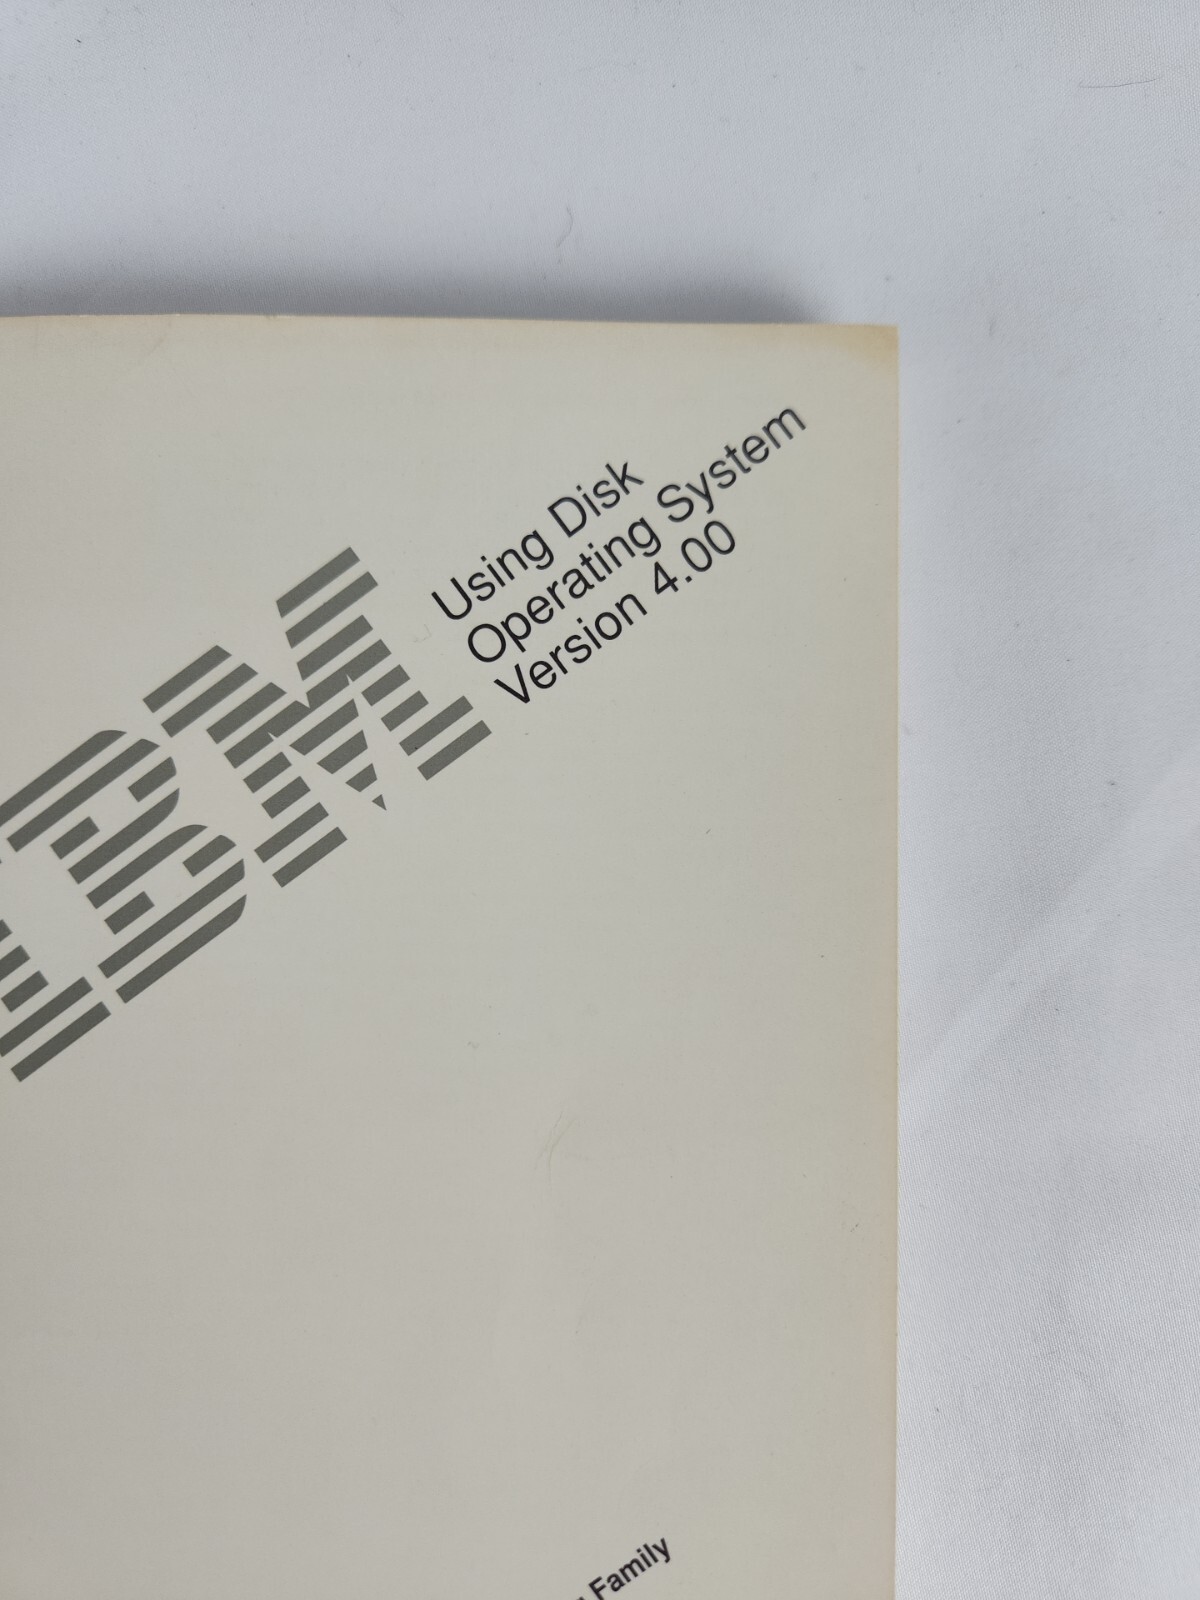 IBM
Using Disk
Operating System
Version 4.00
Family